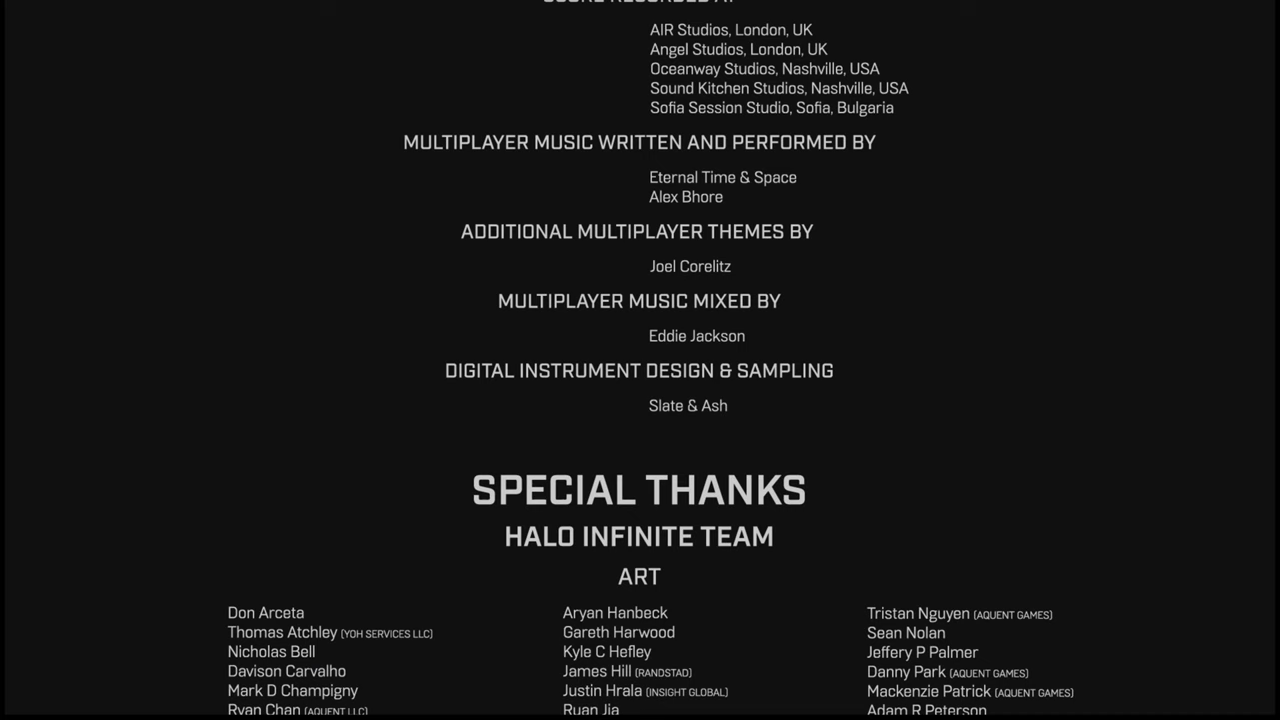 SCORE RECORDED AT
AIR Studios, London, UK
Angel Studios, London, UK
Oceanway Studios, Nashville, USA
Sound Kitchen Studios, Nashville, USA
Sofia Session Studio, Sofia, Bulgaria
MULTIPLAYER MUSIC WRITTEN AND PERFORMED BY
Eternal Time & Space
Alex Bhore
ADDITIONAL MULTIPLAYER THEMES BY
Joel Corelitz
MULTIPLAYER MUSIC MIXED BY
Eddie Jackson
DIGITAL INSTRUMENT DESIGN & SAMPLING
Slate & Ash
SPECIAL THANKS
HALO INFINITE TEAM
ART
Don Arceta
Thomas Atchley (YOH SERVICES LLC)
Nicholas Bell
Davison Carvalho
Mark D Champigny
Ryan Chan (AQUENT LLC)
Aryan Hanbeck
Gareth Harwood
Kyle C Hefley
James Hill (RANDSTAD)
Justin Hrala (INSIGHT GLOBAL)
Ruan Jia
Tristan Nguyen (AQUENT GAMES)
Sean Nolan
Jeffery P Palmer
Danny Park (AQUENT GAMES)
Mackenzie Patrick (AQUENT GAMES)
Adam R Peterson